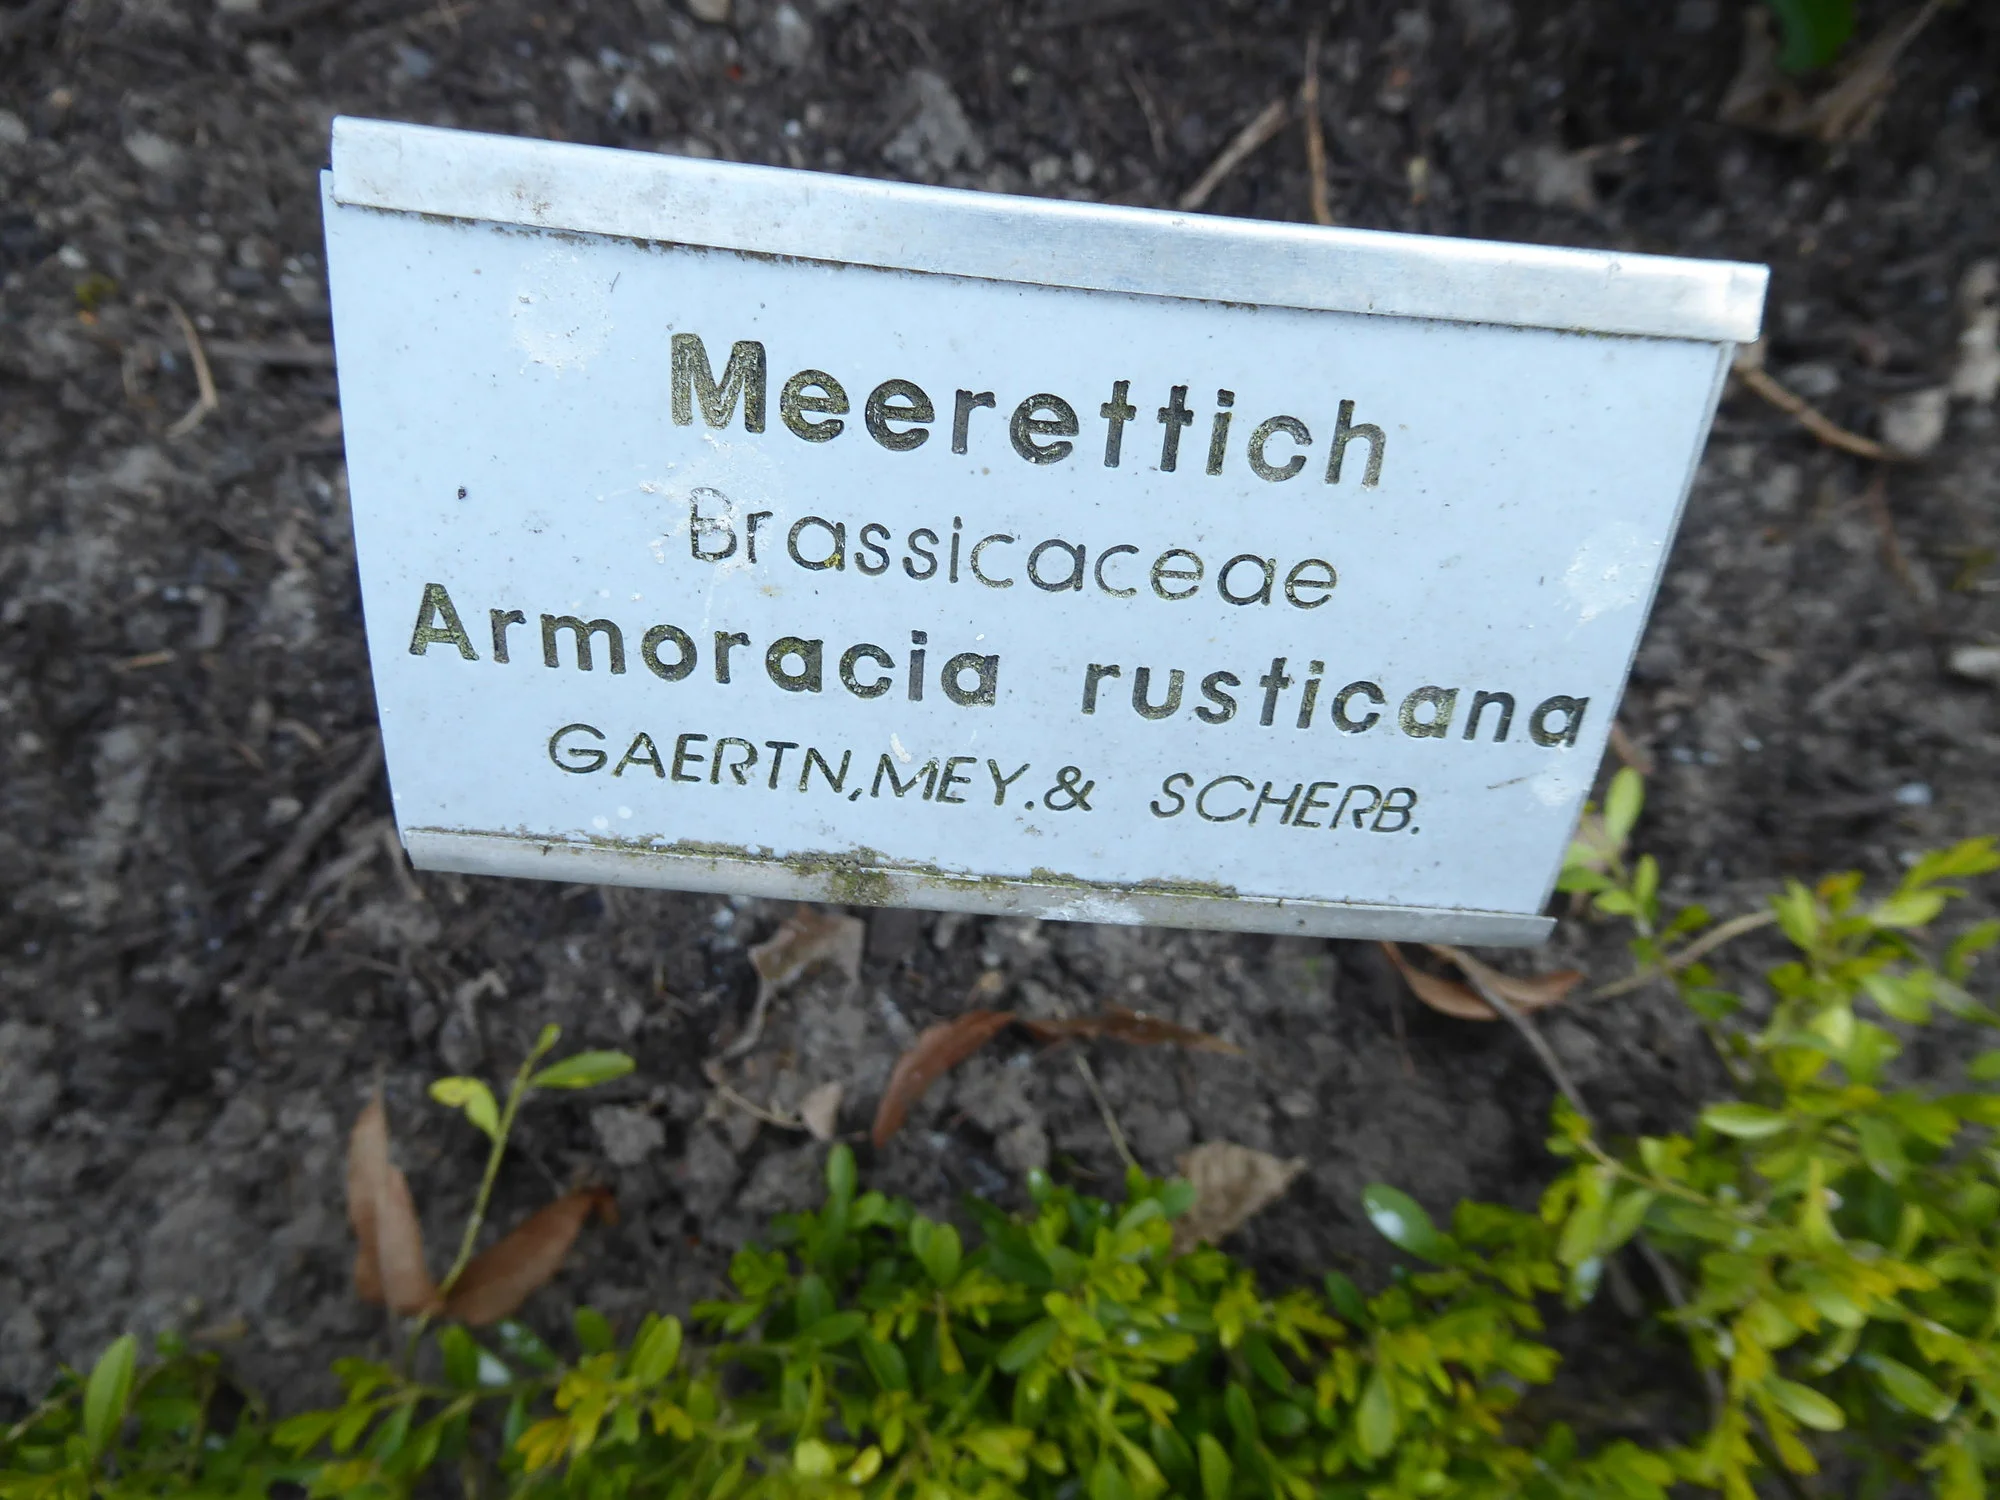 Meerettich
Brassicaceae
Armoracia rusticana
GAERTN,MEY.& SCHERB.